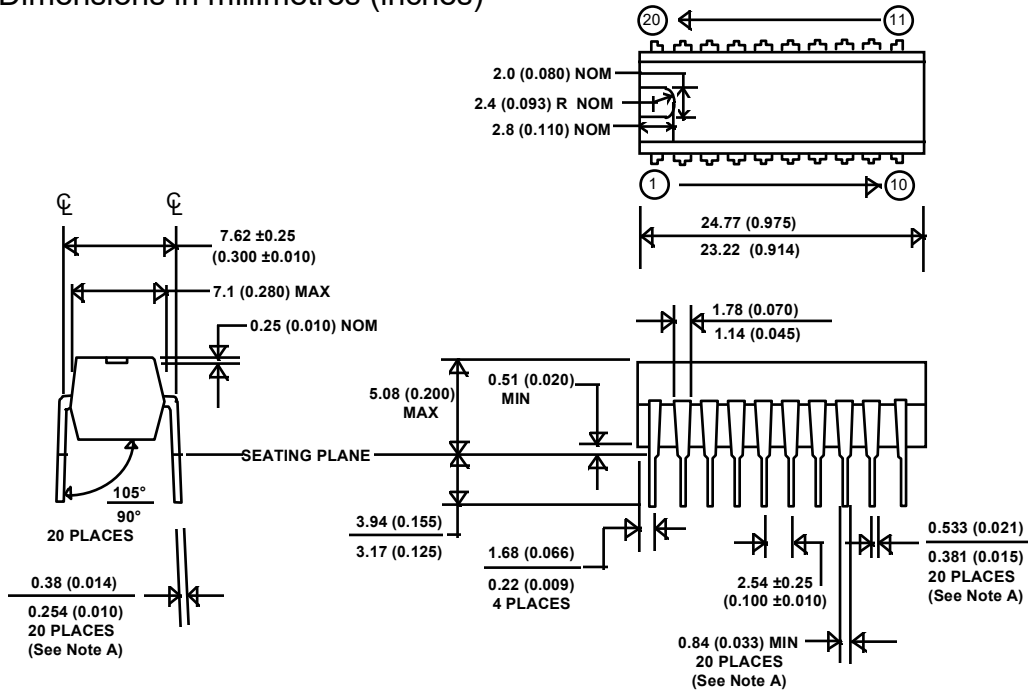 Dimensions in millimetres (inches)
20
11
2.0 (0.080) NOM
2.4 (0.093) R NOM
2.8 (0.110) NOM
1
10
24.77 (0.975)
23.22 (0.914)
℄
℄
7.62 ±0.25
(0.300 ±0.010)
7.1 (0.280) MAX
0.25 (0.010) NOM
1.78 (0.070)
1.14 (0.045)
5.08 (0.200)
MAX
0.51 (0.020)
MIN
SEATING PLANE
105°
90°
20 PLACES
3.94 (0.155)
3.17 (0.125)
1.68 (0.066)
0.22 (0.009)
4 PLACES
2.54 ±0.25
(0.100 ±0.010)
0.533 (0.021)
0.381 (0.015)
20 PLACES
(See Note A)
0.38 (0.014)
0.254 (0.010)
20 PLACES
(See Note A)
0.84 (0.033) MIN
20 PLACES
(See Note A)